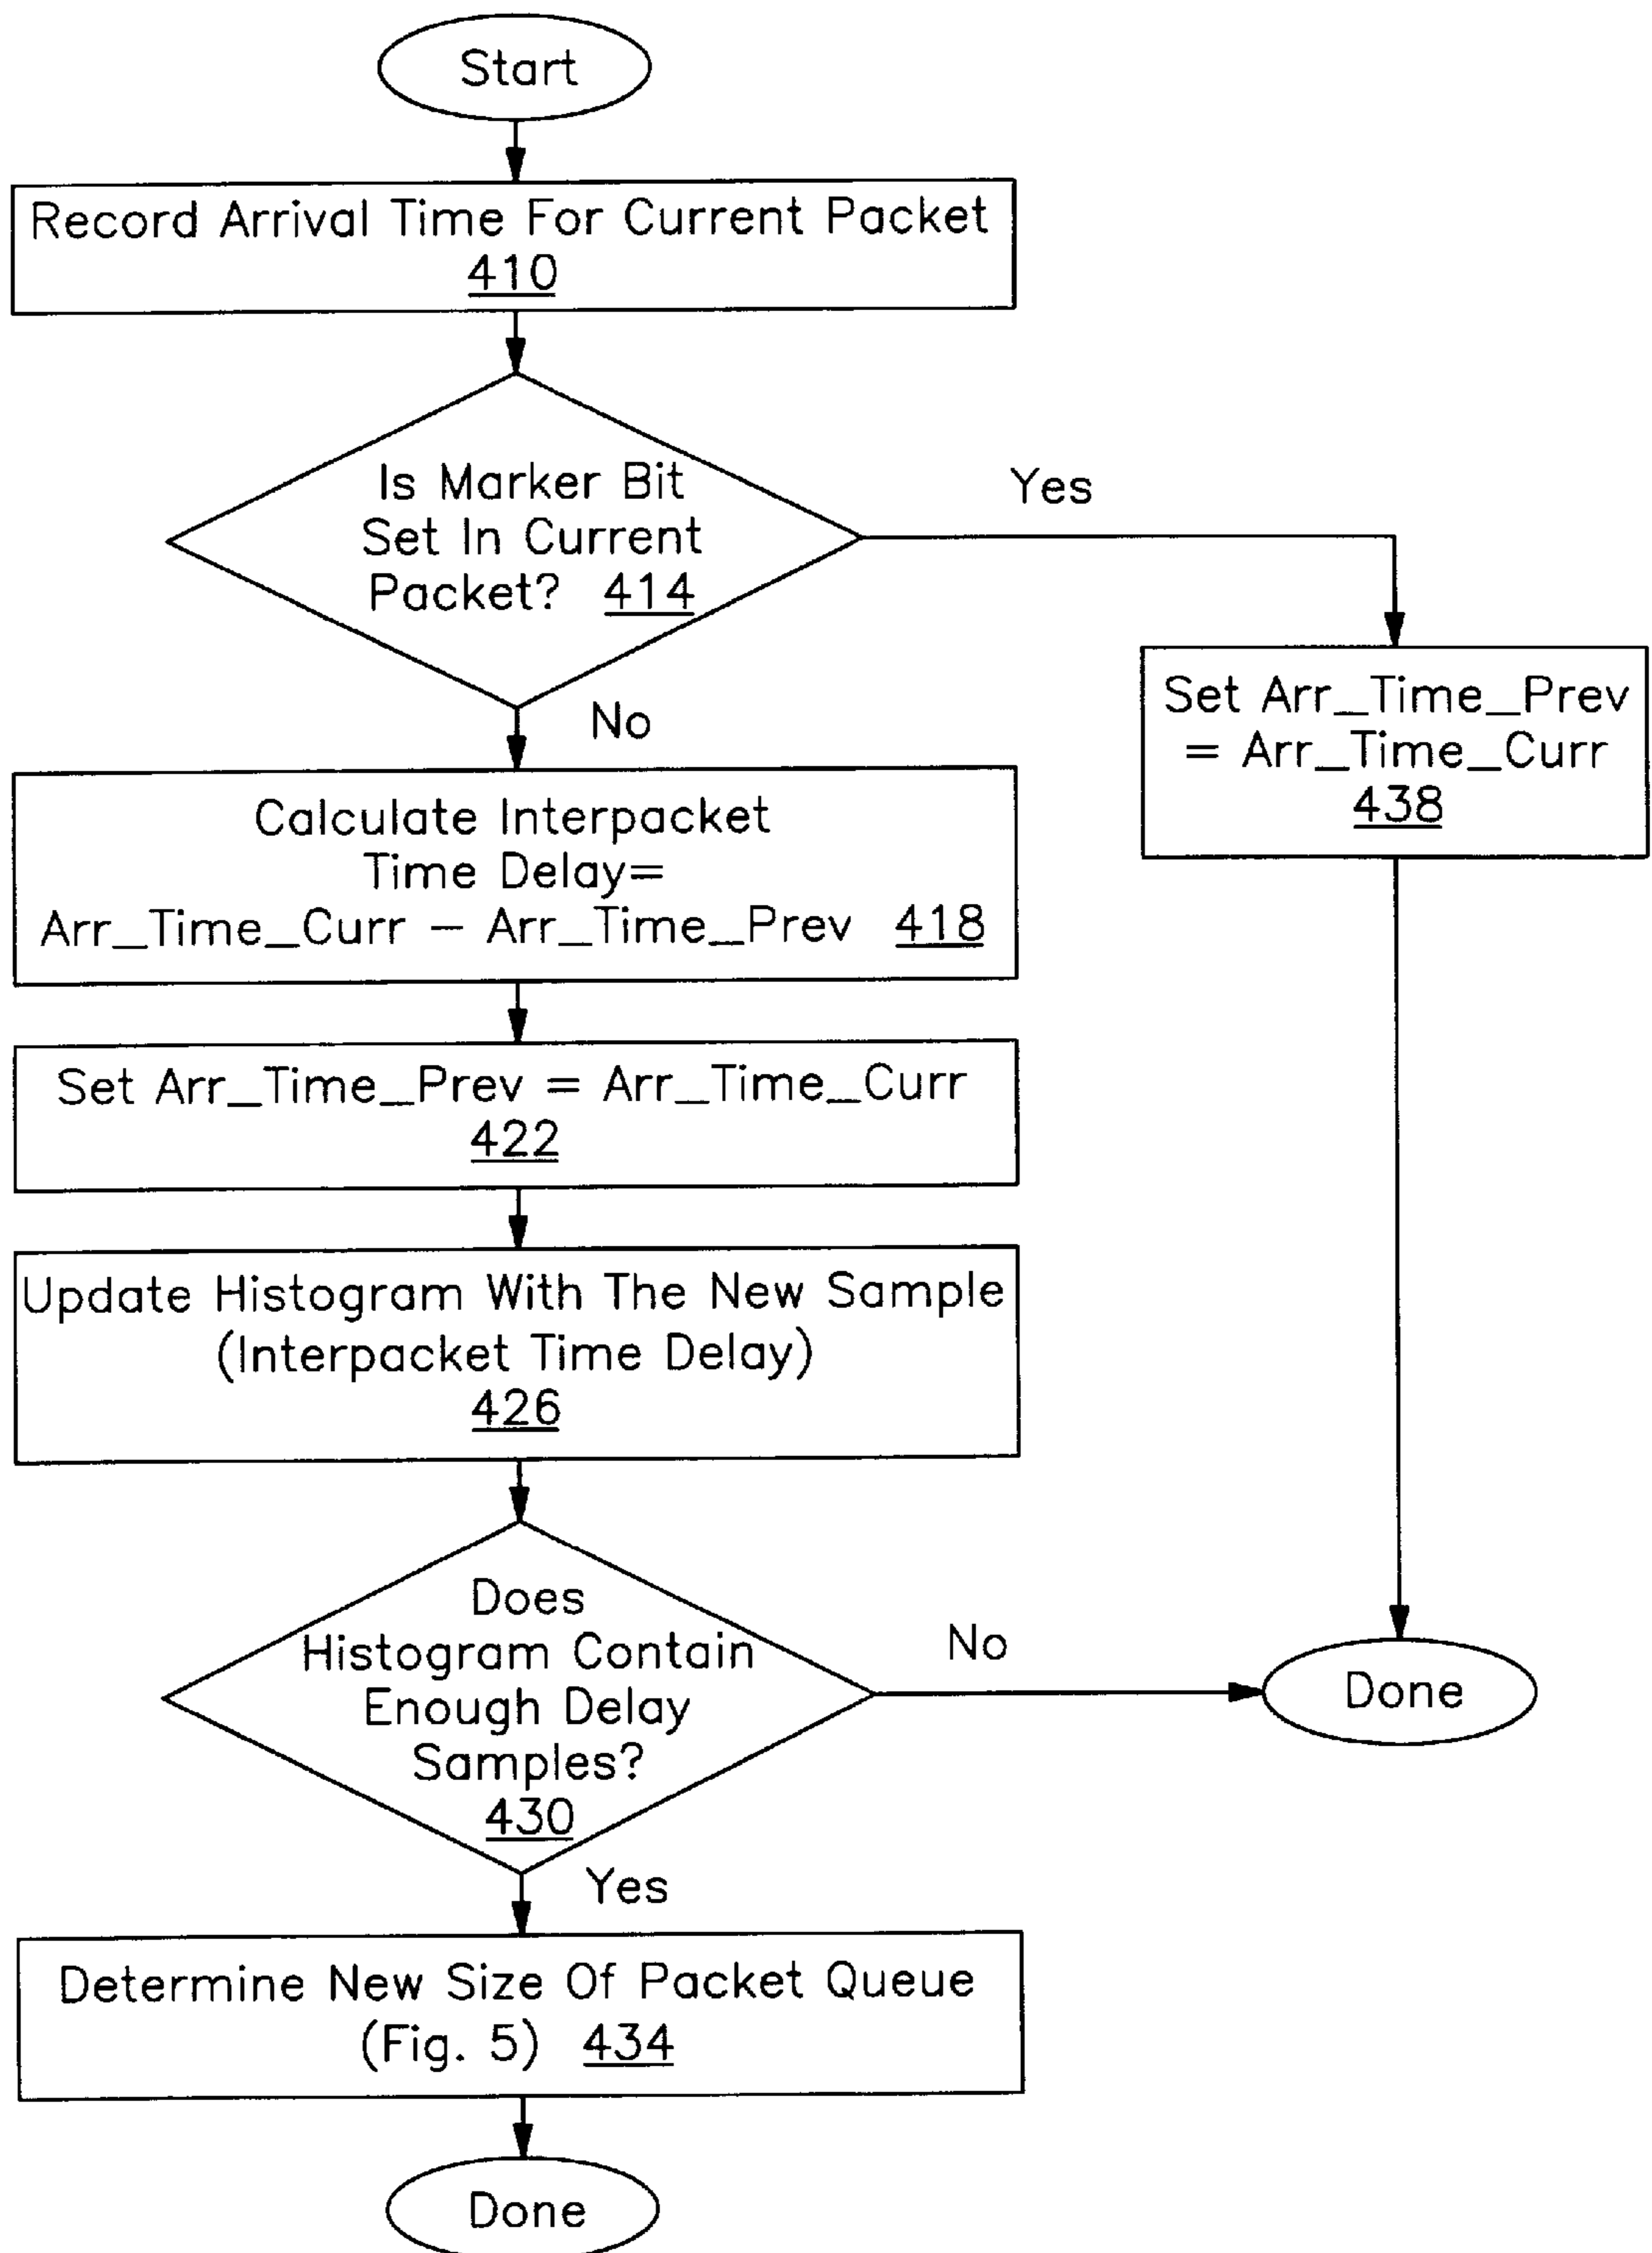 Start
Record Arrival Time For Current Packet
410
Is Marker Bit
Set In Current
Packet? 414
Yes
No
Set Arr_Time_Prev
= Arr_Time_Curr
438
Calculate Interpacket
Time Delay=
Arr_Time_Curr – Arr_Time_Prev 418
Set Arr_Time_Prev = Arr_Time_Curr
422
Update Histogram With The New Sample
(Interpacket Time Delay)
426
Does
Histogram Contain
Enough Delay
Samples?
430
No
Done
Yes
Determine New Size Of Packet Queue
(Fig. 5) 434
Done